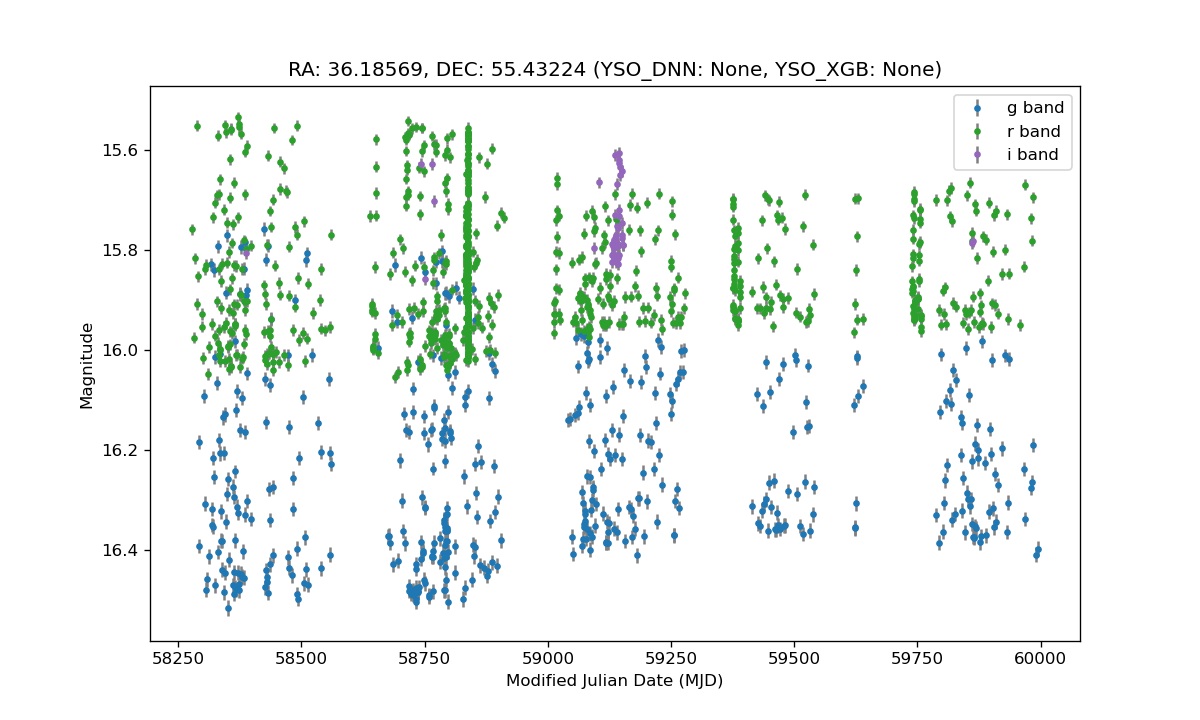 RA: 36.18569, DEC: 55.43224 (YSO_DNN: None, YSO_XGB: None)
g band
r band
i band
15.6
15.8
16.0
16.2
16.4
Magnitude
58250 58500 58750 59000 59250 59500 59750 60000
Modified Julian Date (MJD)